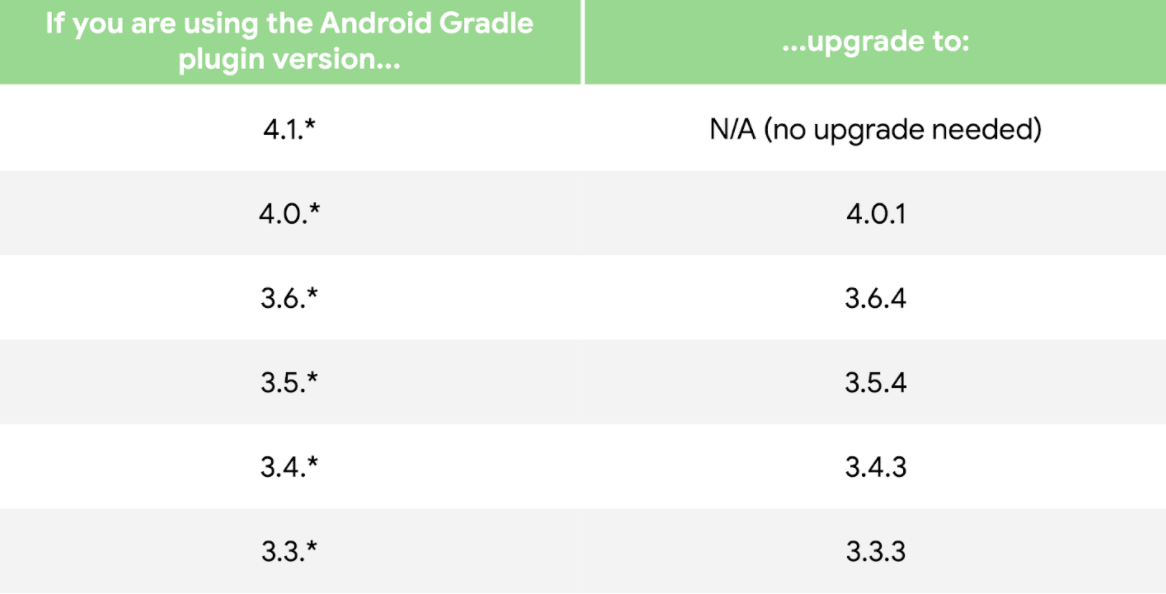 If you are using the Android Gradle
plugin version...
...upgrade to:
4.1.* N/A (no upgrade needed)
4.0.* 4.0.1
3.6.* 3.6.4
3.5.* 3.5.4
3.4.* 3.4.3
3.3.* 3.3.3